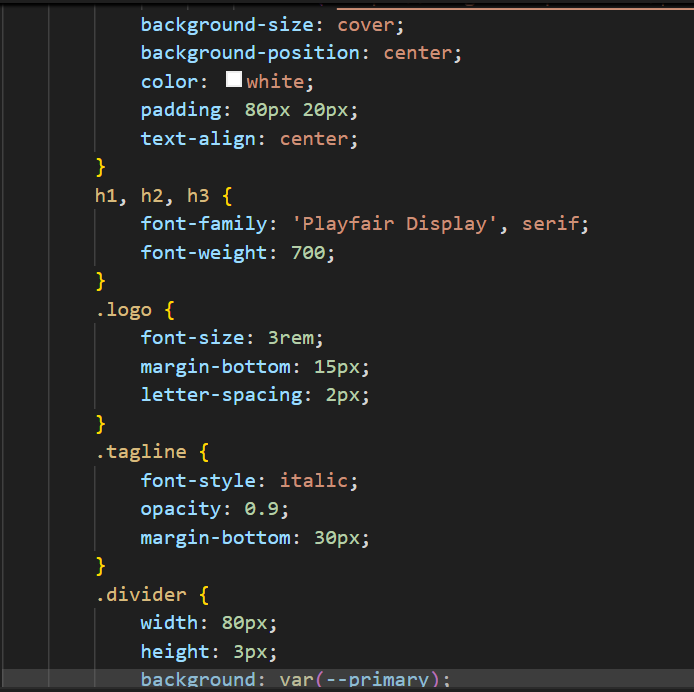 background-size: cover;
background-position: center;
color: white;
padding: 80px 20px;
text-align: center;
}
h1, h2, h3 {
font-family: 'Playfair Display', serif;
font-weight: 700;
}
.logo {
font-size: 3rem;
margin-bottom: 15px;
letter-spacing: 2px;
}
.tagline {
font-style: italic;
opacity: 0.9;
margin-bottom: 30px;
}
.divider {
width: 80px;
height: 3px;
background: var(--primary);